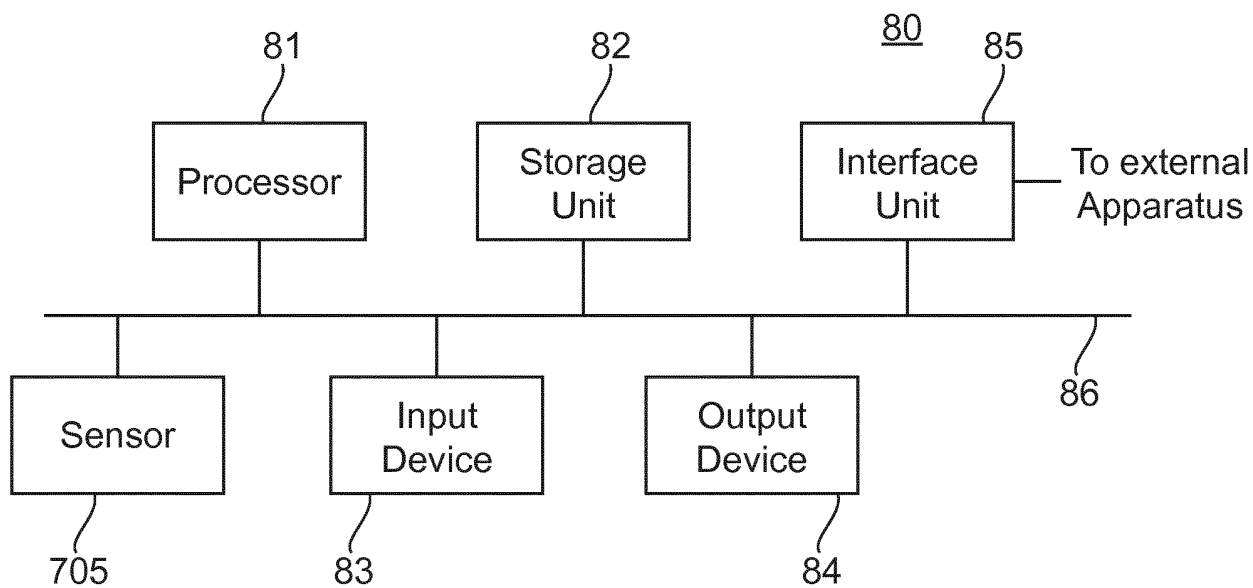 80
81
82
85
Processor
Storage
Unit
Interface
Unit
To external
Apparatus
86
Sensor
Input
Device
Output
Device
705
83
84